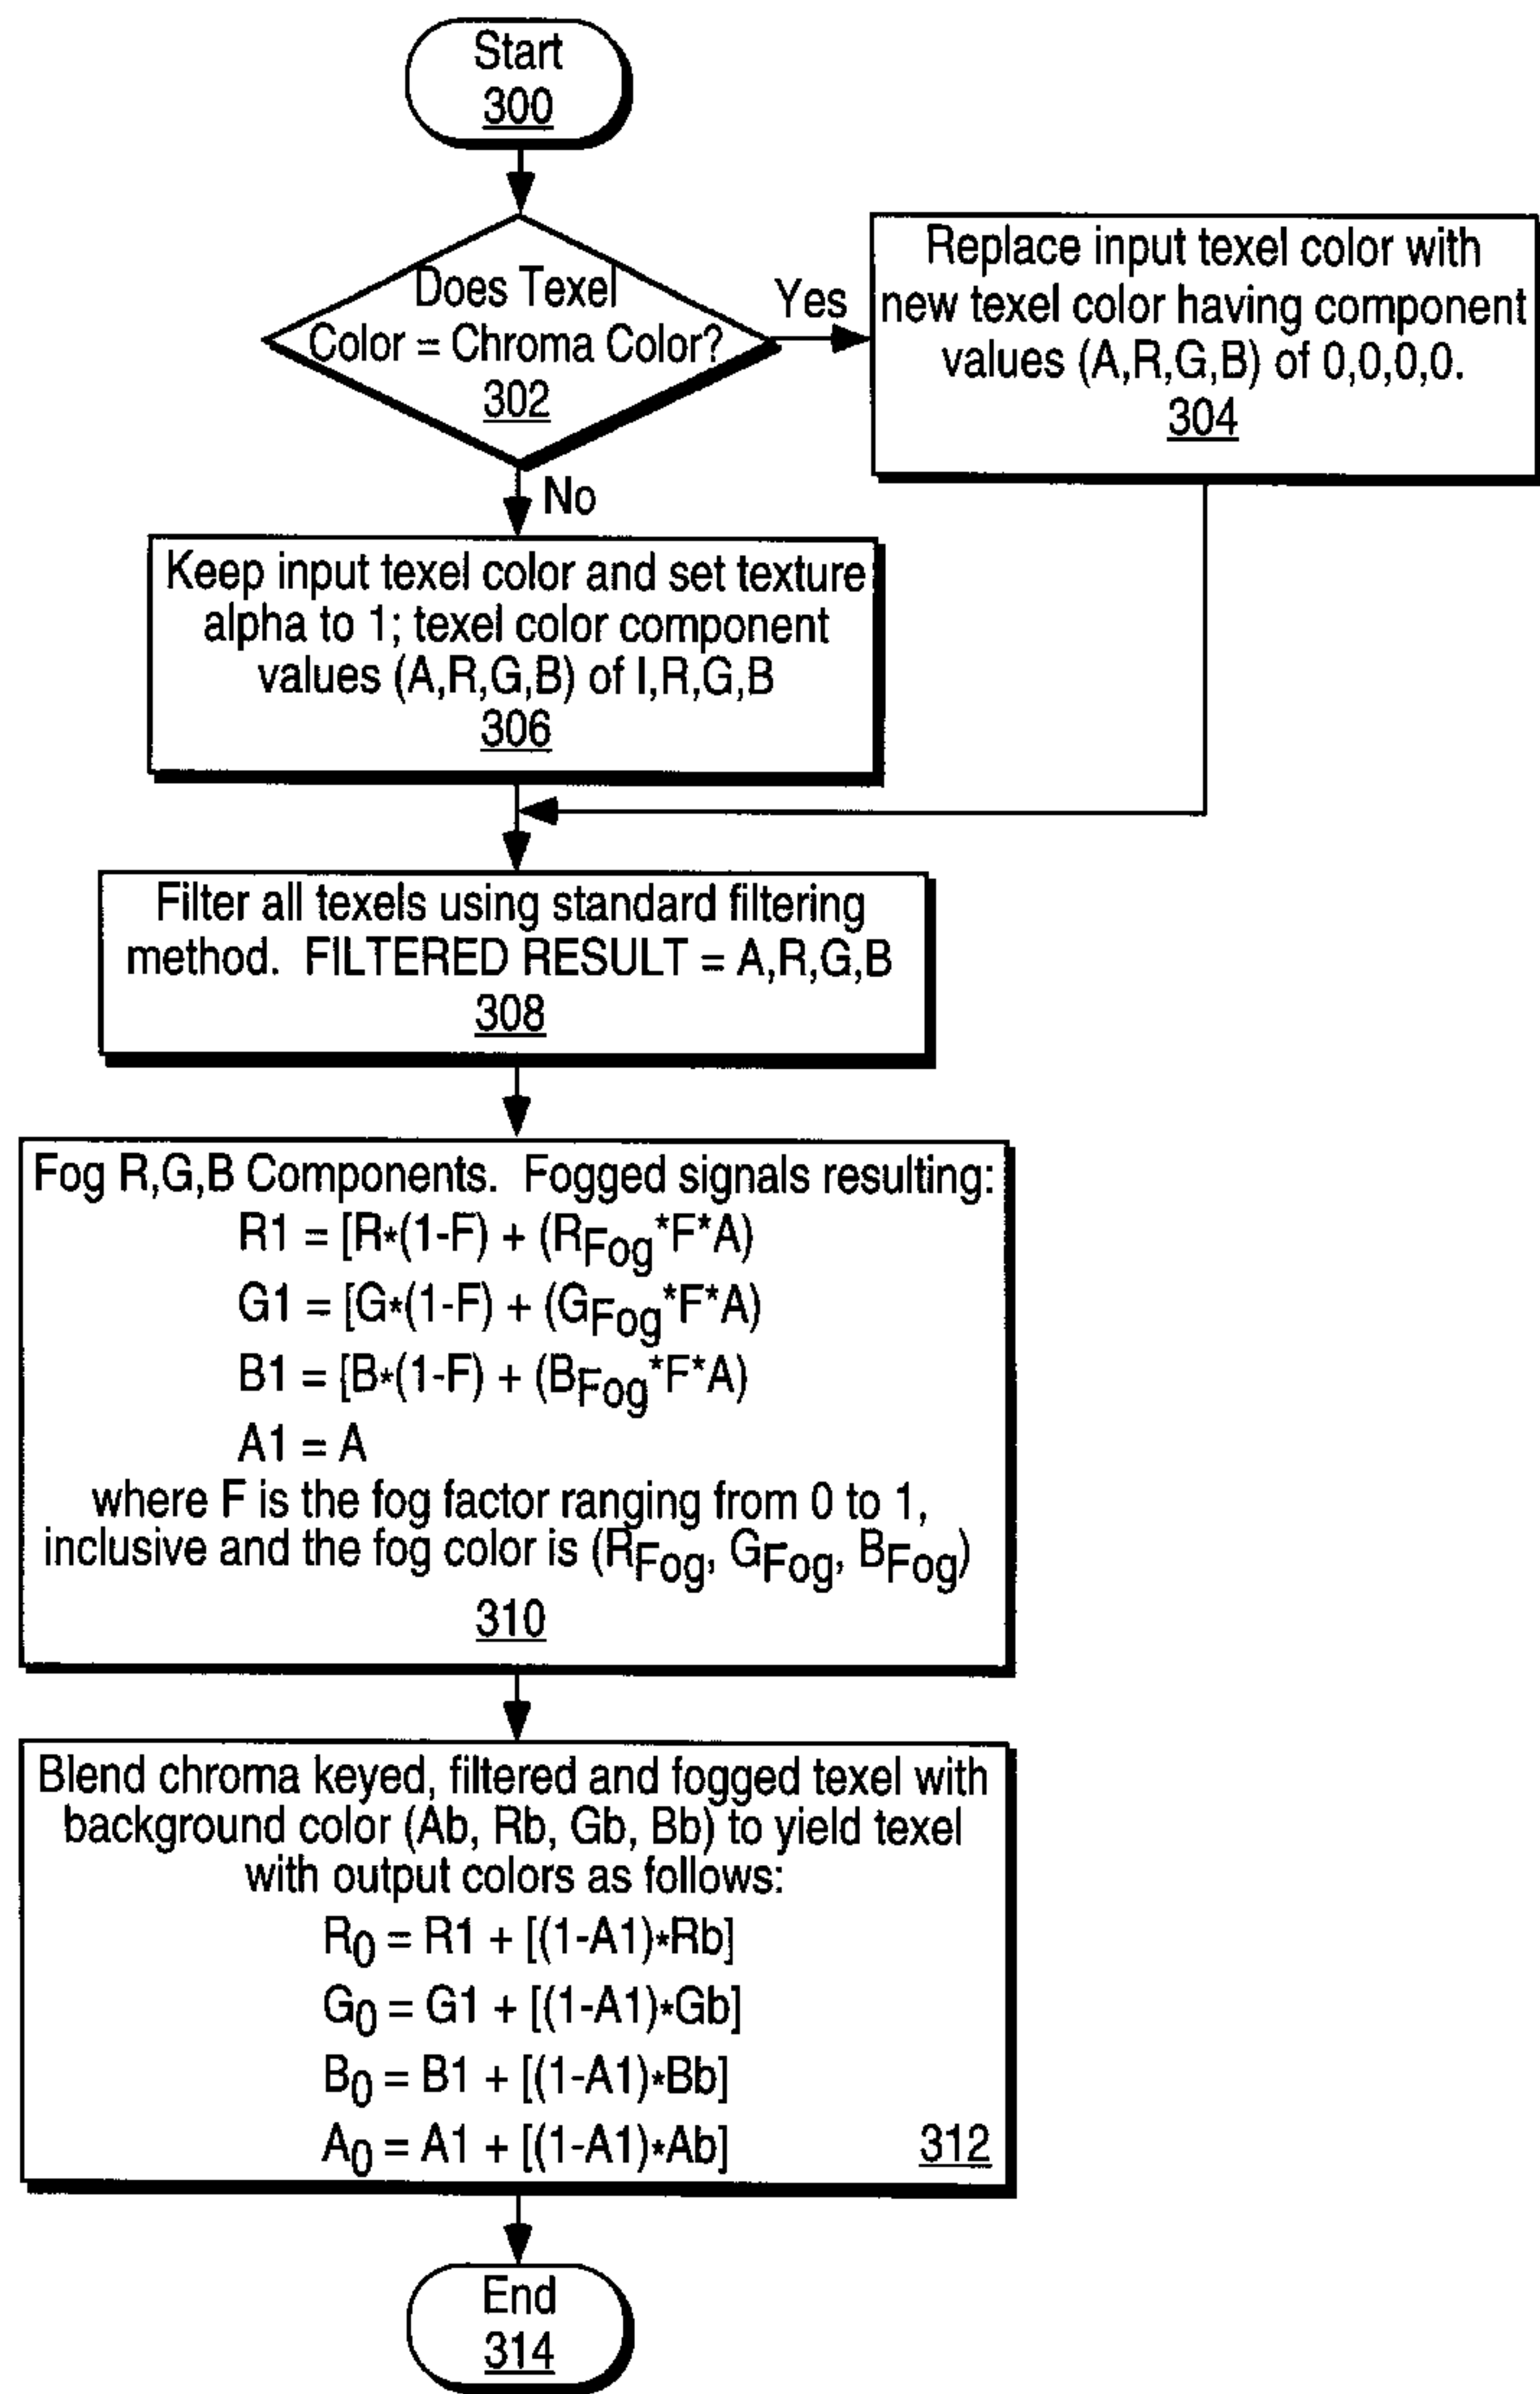 Start
300
Does Texel
Color = Chroma Color?
302
Yes
Replace input texel color with
new texel color having component
values (A,R,G,B) of 0,0,0,0.
304
No
Keep input texel color and set texture
alpha to 1; texel color component
values (A,R,G,B) of I,R,G,B
306
Filter all texels using standard filtering
method. FILTERED RESULT = A,R,G,B
308
Fog R,G,B Components. Fogged signals resulting:
R1 = [R*(1-F) + (RFog*F*A)
G1 = [G*(1-F) + (GFog*F*A)
B1 = [B*(1-F) + (BFog*F*A)
A1 = A
where F is the fog factor ranging from 0 to 1,
inclusive and the fog color is (RFog, GFog, BFog)
310
Blend chroma keyed, filtered and fogged texel with
background color (Ab, Rb, Gb, Bb) to yield texel
with output colors as follows:
R0 = R1 + [(1-A1)*Rb]
G0 = G1 + [(1-A1)*Gb]
B0 = B1 + [(1-A1)*Bb]
A0 = A1 + [(1-A1)*Ab]
312
End
314